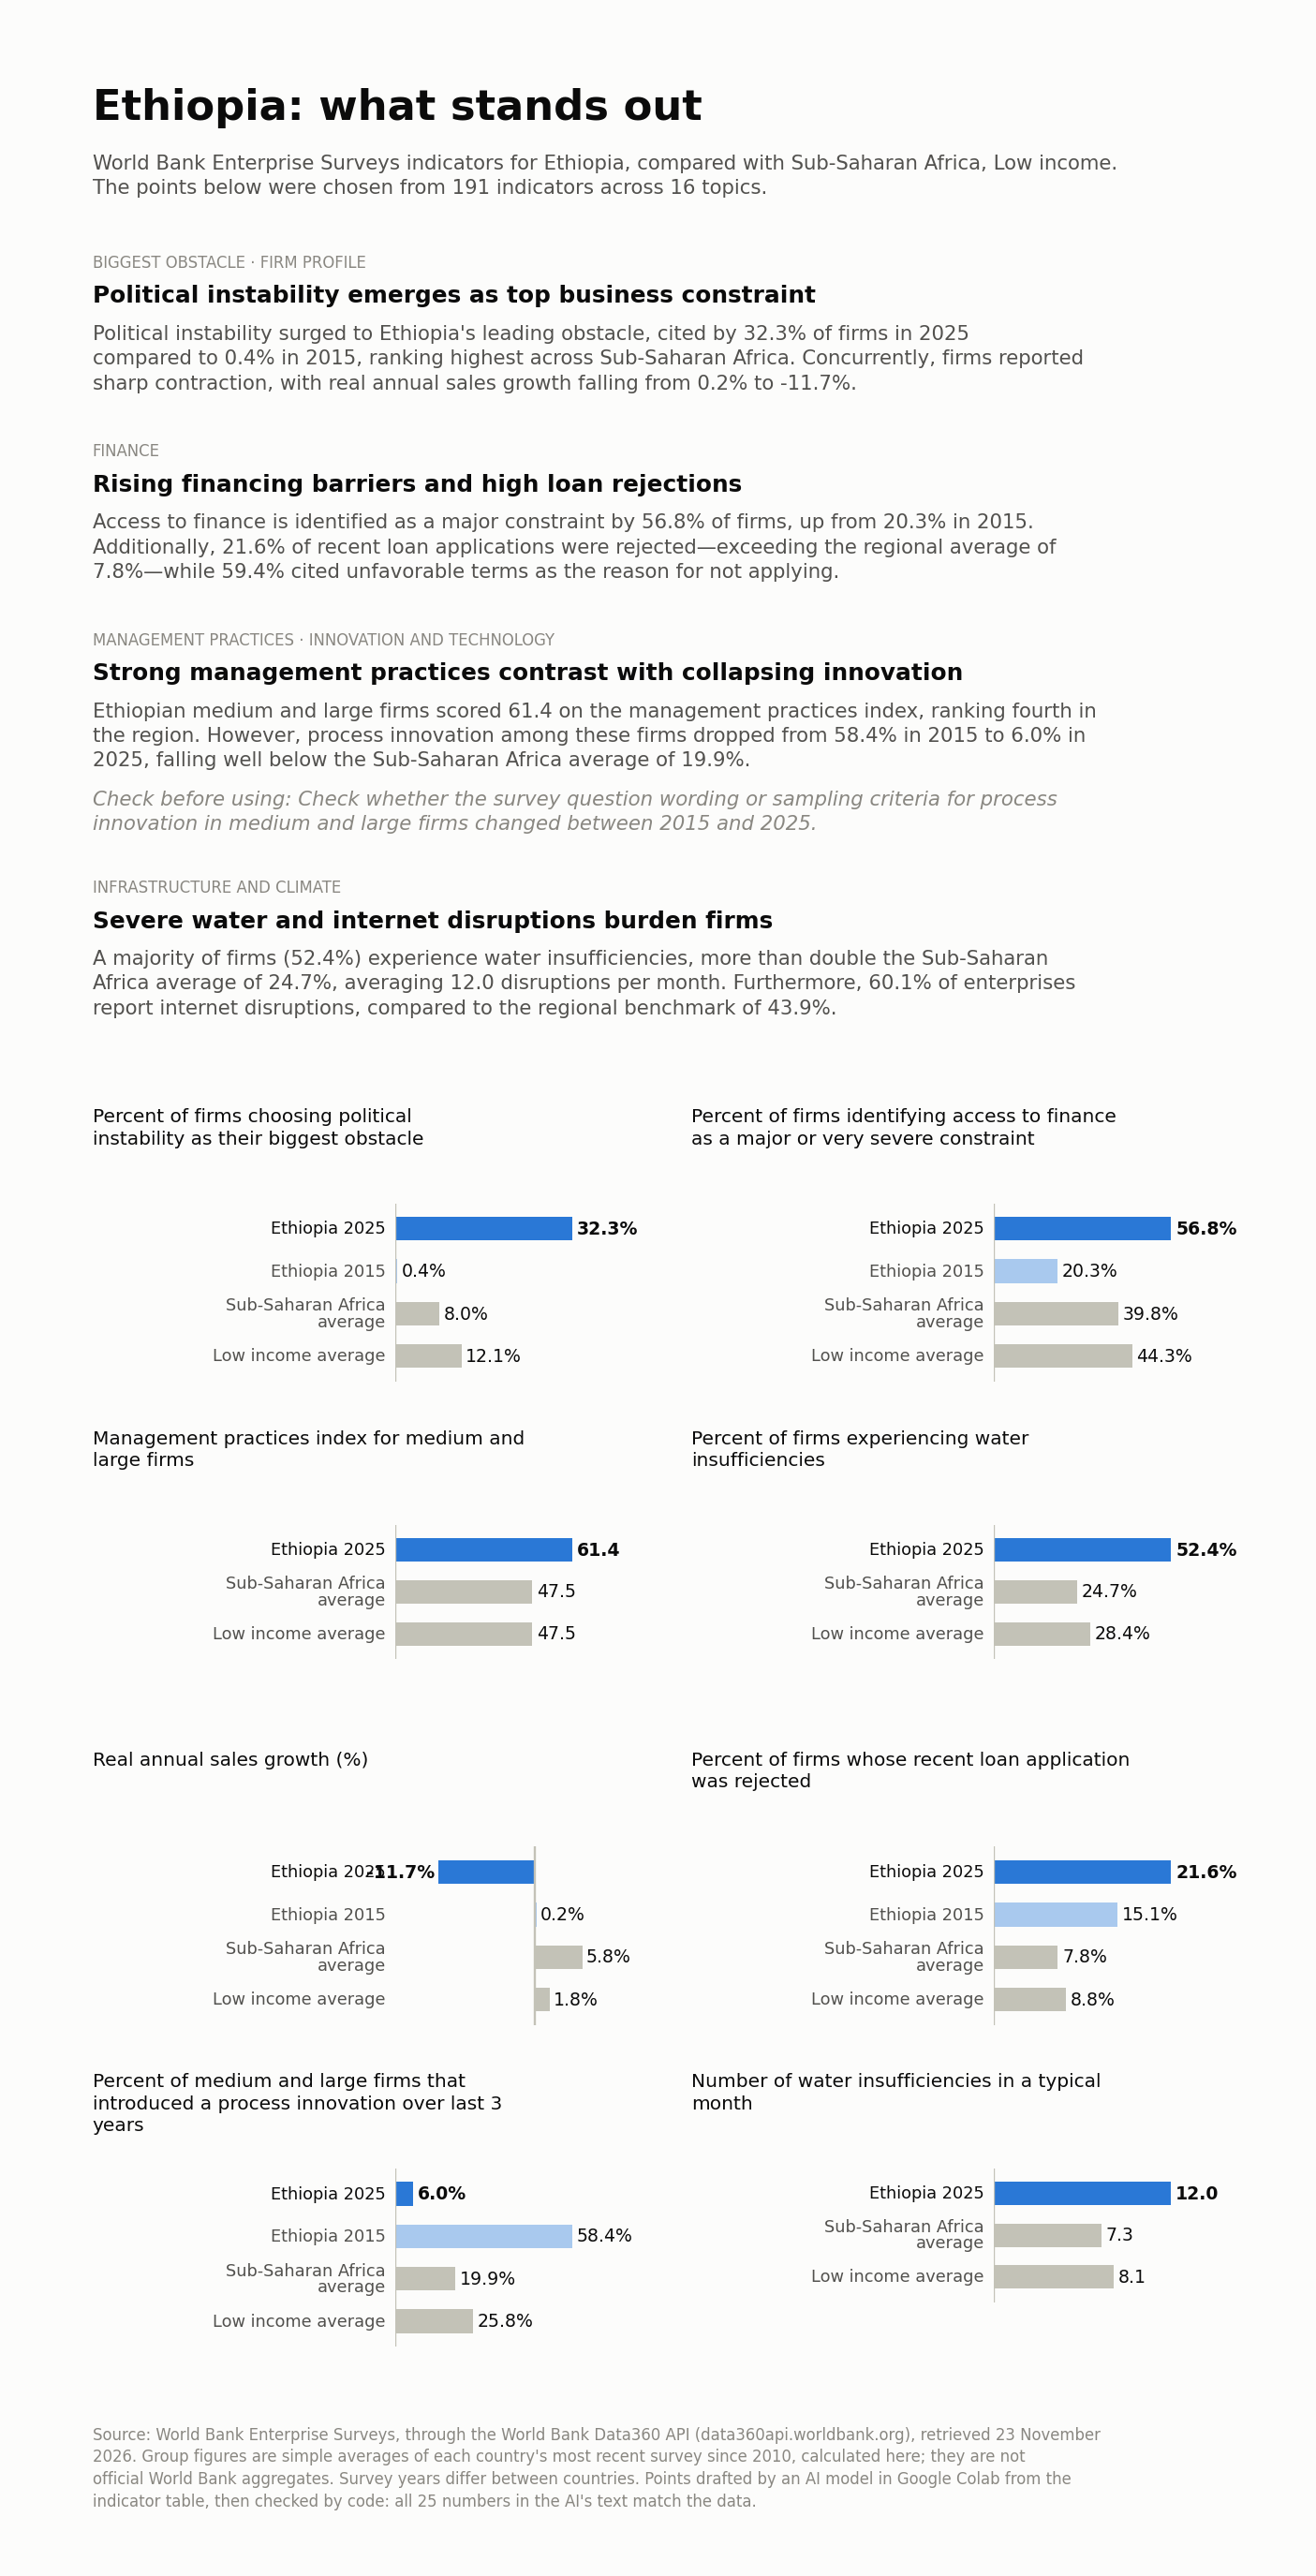 Ethiopia: what stands out
World Bank Enterprise Surveys indicators for Ethiopia, compared with Sub-Saharan Africa, Low income.
The points below were chosen from 191 indicators across 16 topics.
BIGGEST OBSTACLE · FIRM PROFILE
Political instability emerges as top business constraint
Political instability surged to Ethiopia's leading obstacle, cited by 32.3% of firms in 2025
compared to 0.4% in 2015, ranking highest across Sub-Saharan Africa. Concurrently, firms reported
sharp contraction, with real annual sales growth falling from 0.2% to -11.7%.
FINANCE
Rising financing barriers and high loan rejections
Access to finance is identified as a major constraint by 56.8% of firms, up from 20.3% in 2015.
Additionally, 21.6% of recent loan applications were rejected—exceeding the regional average of
7.8%—while 59.4% cited unfavorable terms as the reason for not applying.
MANAGEMENT PRACTICES · INNOVATION AND TECHNOLOGY
Strong management practices contrast with collapsing innovation
Ethiopian medium and large firms scored 61.4 on the management practices index, ranking fourth in
the region. However, process innovation among these firms dropped from 58.4% in 2015 to 6.0% in
2025, falling well below the Sub-Saharan Africa average of 19.9%.
Check before using: Check whether the survey question wording or sampling criteria for process
innovation in medium and large firms changed between 2015 and 2025.
INFRASTRUCTURE AND CLIMATE
Severe water and internet disruptions burden firms
A majority of firms (52.4%) experience water insufficiencies, more than double the Sub-Saharan
Africa average of 24.7%, averaging 12.0 disruptions per month. Furthermore, 60.1% of enterprises
report internet disruptions, compared to the regional benchmark of 43.9%.
Percent of firms choosing political
instability as their biggest obstacle
Ethiopia 2025 32.3%
Ethiopia 2015 0.4%
Sub-Saharan Africa
average 8.0%
Low income average 12.1%
Percent of firms identifying access to finance
as a major or very severe constraint
Ethiopia 2025 56.8%
Ethiopia 2015 20.3%
Sub-Saharan Africa
average 39.8%
Low income average 44.3%
Management practices index for medium and
large firms
Ethiopia 2025 61.4
Sub-Saharan Africa
average 47.5
Low income average 47.5
Percent of firms experiencing water
insufficiencies
Ethiopia 2025 52.4%
Sub-Saharan Africa
average 24.7%
Low income average 28.4%
Real annual sales growth (%)
Ethiopia 2025 -11.7%
Ethiopia 2015 0.2%
Sub-Saharan Africa
average 5.8%
Low income average 1.8%
Percent of firms whose recent loan application
was rejected
Ethiopia 2025 21.6%
Ethiopia 2015 15.1%
Sub-Saharan Africa
average 7.8%
Low income average 8.8%
Percent of medium and large firms that
introduced a process innovation over last 3
years
Ethiopia 2025 6.0%
Ethiopia 2015 58.4%
Sub-Saharan Africa
average 19.9%
Low income average 25.8%
Number of water insufficiencies in a typical
month
Ethiopia 2025 12.0
Sub-Saharan Africa
average 7.3
Low income average 8.1
Source: World Bank Enterprise Surveys, through the World Bank Data360 API (data360api.worldbank.org), retrieved 23 November
2026. Group figures are simple averages of each country's most recent survey since 2010, calculated here; they are not
official World Bank aggregates. Survey years differ between countries. Points drafted by an AI model in Google Colab from the
indicator table, then checked by code: all 25 numbers in the AI's text match the data.